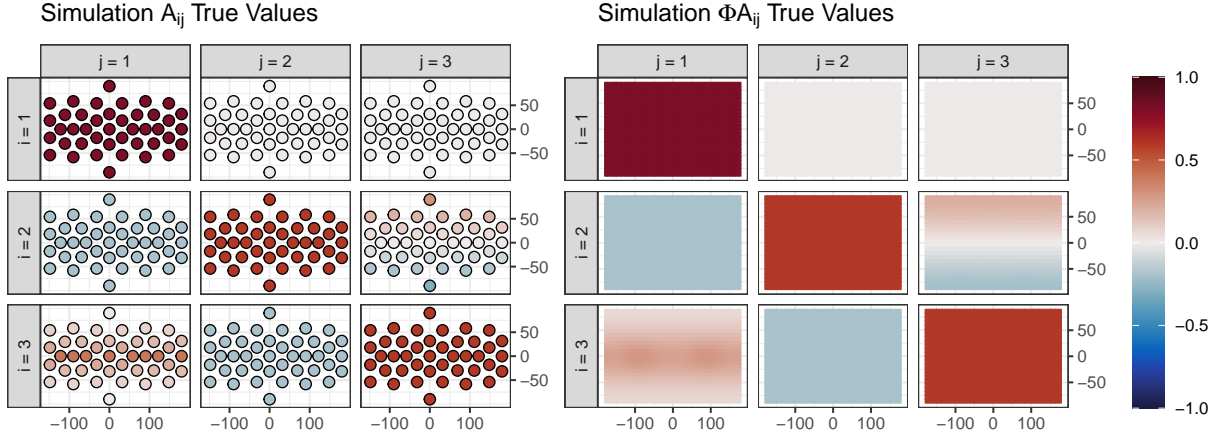 Simulation Aij True Values
Simulation ΦAij True Values
j = 1
j = 2
j = 3
j = 1
j = 2
j = 3
i = 1
50
0
−50
i = 1
50
0
−50
i = 2
50
0
−50
i = 2
50
0
−50
i = 3
50
0
−50
i = 3
50
0
−50
−100 0 100
−100 0 100
−100 0 100
−100 0 100
−100 0 100
−100 0 100
1.0
0.5
0.0
−0.5
−1.0